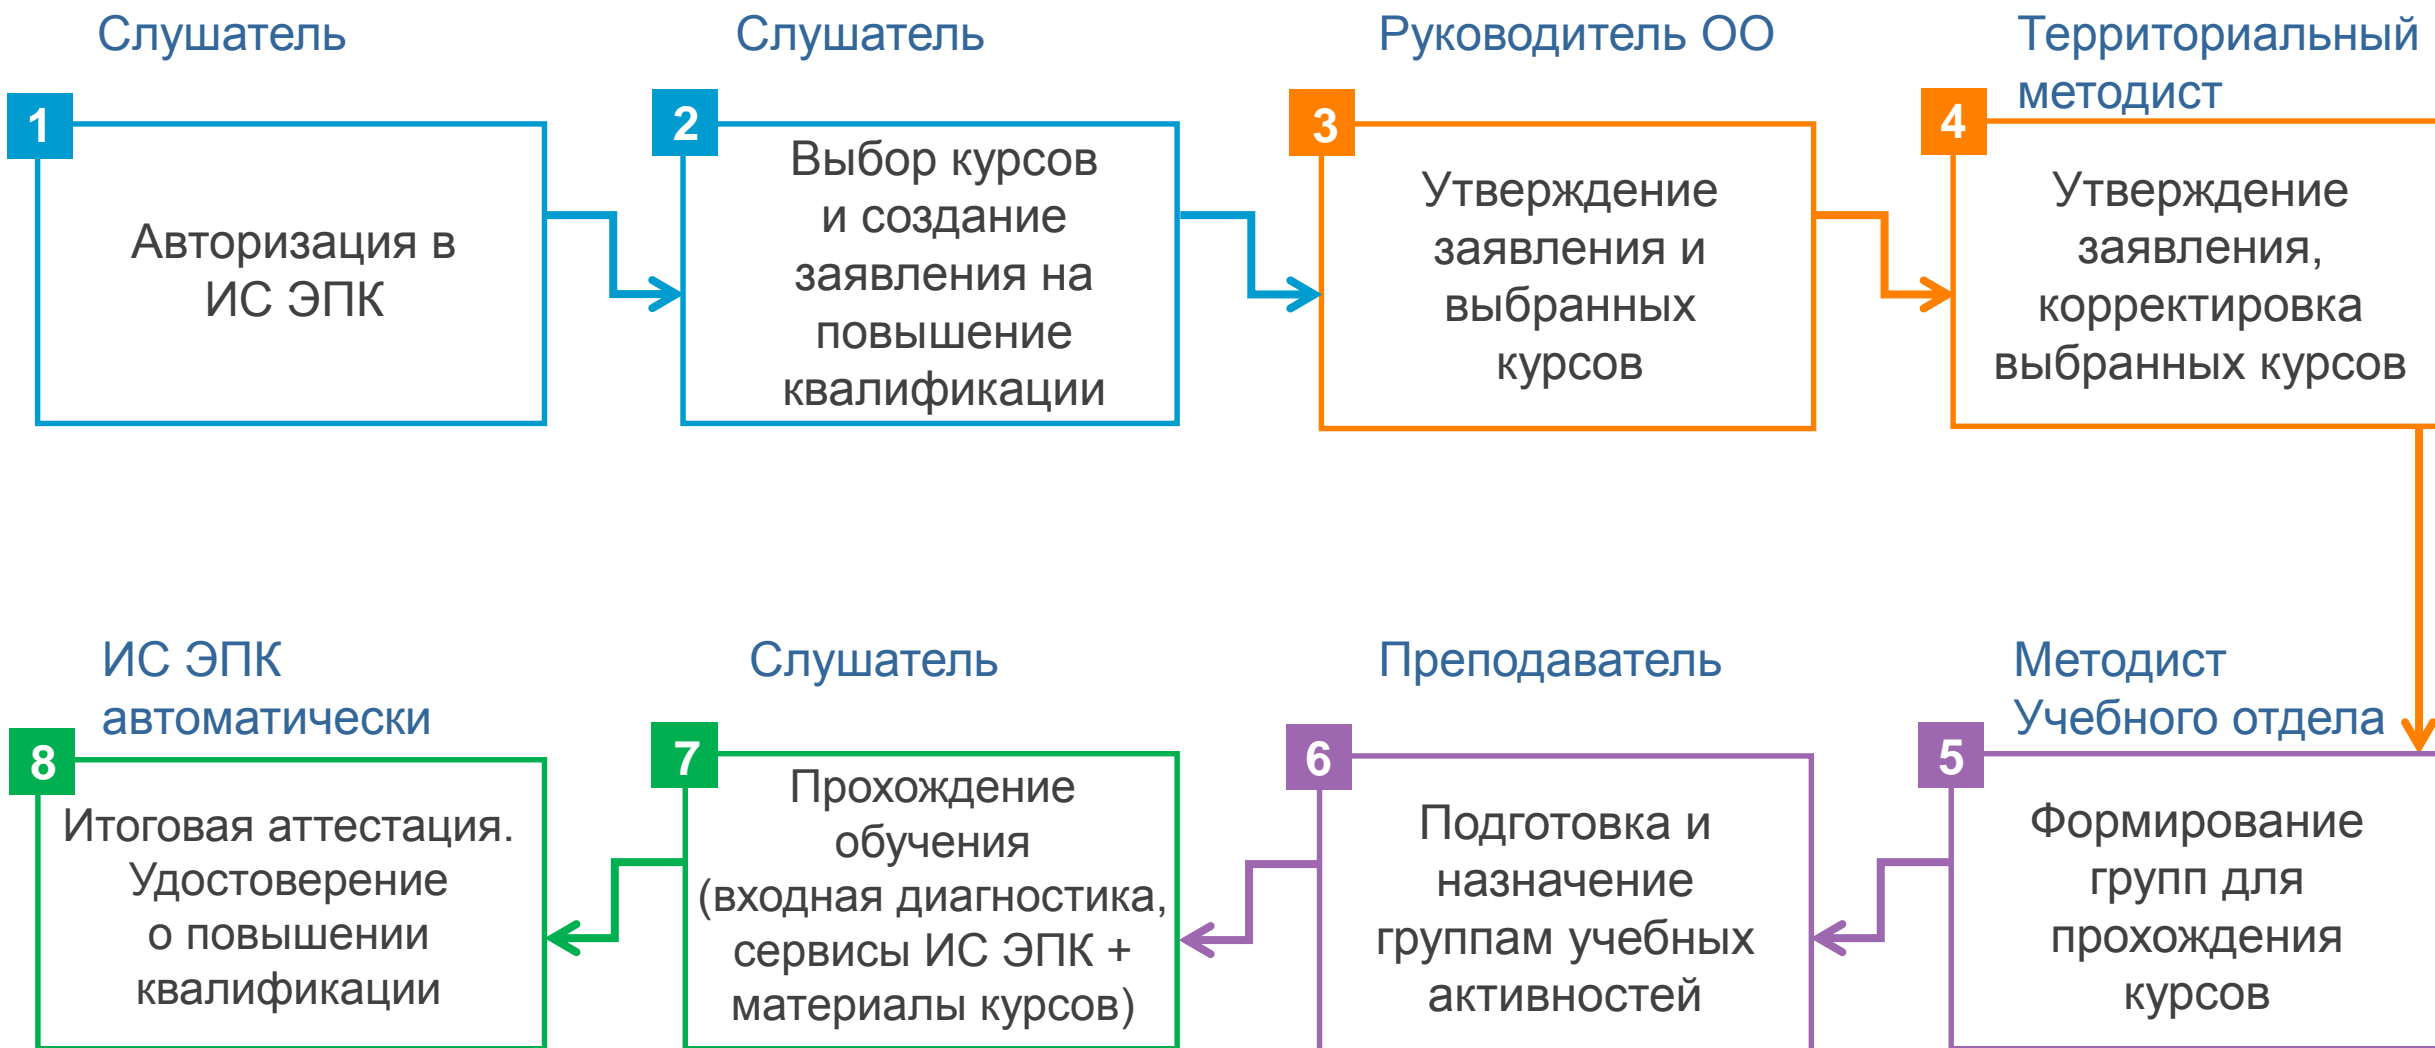 Слушатель
1
Авторизация в
ИС ЭПК
Слушатель
2
Выбор курсов
и создание
заявления на
повышение
квалификации
Руководитель ОО
3
Утверждение
заявления и
выбранных
курсов
Территориальный
методист
4
Утверждение
заявления,
корректировка
выбранных курсов
Методист
Учебного отдела
5
Формирование
групп для
прохождения
курсов
Преподаватель
6
Подготовка и
назначение
группам учебных
активностей
Слушатель
7
Прохождение
обучения
(входная диагностика,
сервисы ИС ЭПК +
материалы курсов)
ИС ЭПК
автоматически
8
Итоговая аттестация.
Удостоверение
о повышении
квалификации